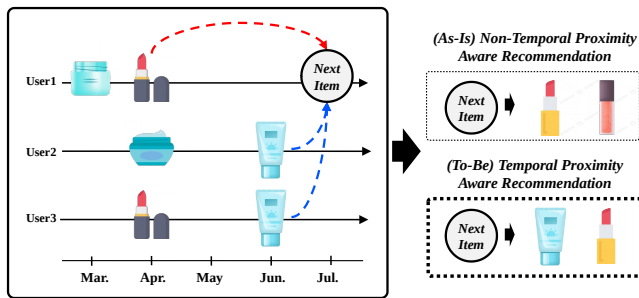 User1
Next
Item
User2
User3
Mar.
Apr.
May
Jun.
Jul.
(As-Is) Non-Temporal Proximity
Aware Recommendation
Next
Item
(To-Be) Temporal Proximity
Aware Recommendation
Next
Item